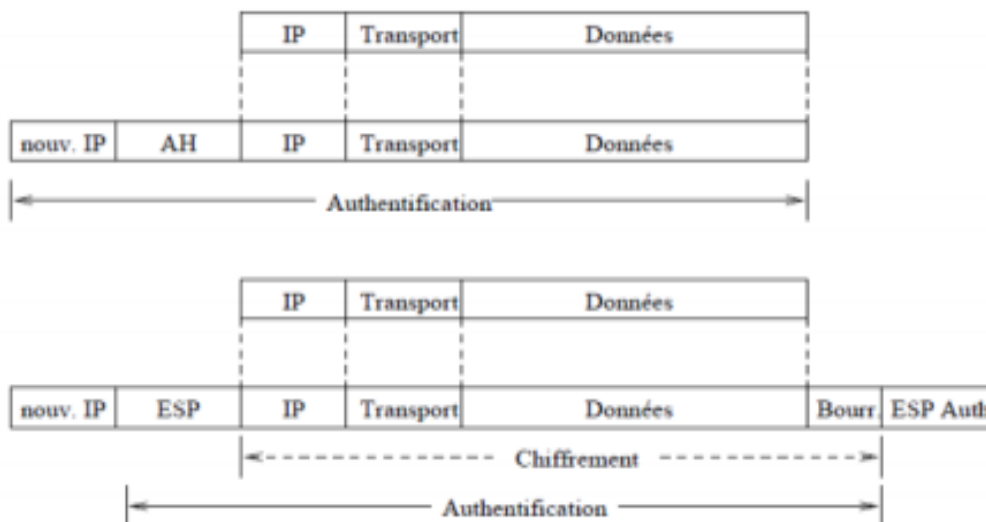 IP Transport Données
nouv. IP AH IP Transport Données
Authentification
IP Transport Données
nouv. IP ESP IP Transport Données Bourr. ESP Auth
Chiffrement
Authentification